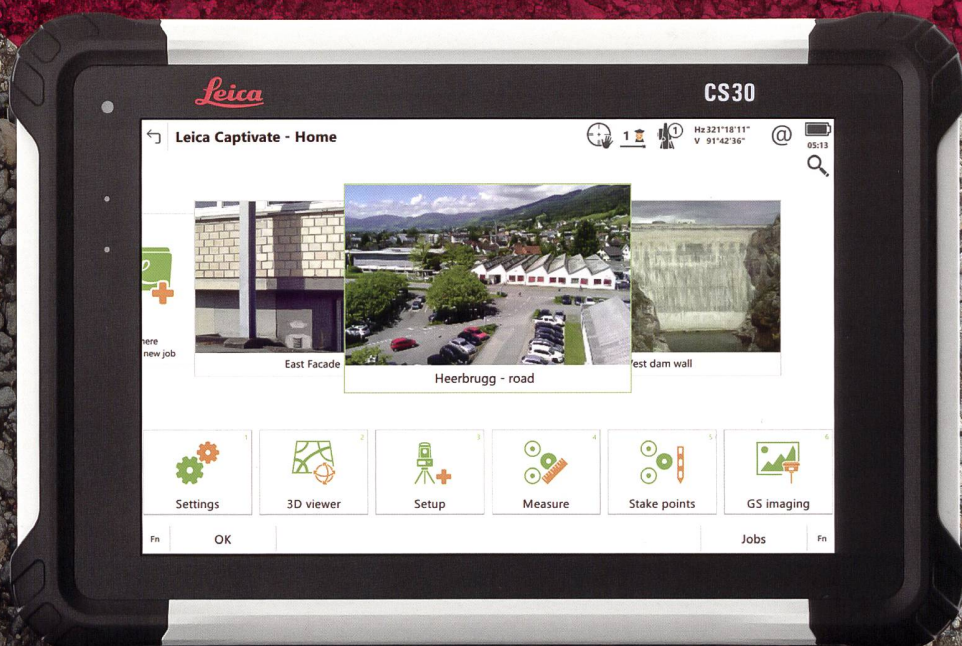 Leica
CS30
Leica Captivate - Home
1
1
Hz 321°18'11"
V 91°42'36"
@
05:13
new job
East Facade
Heerbrugg - road
est dam wall
1
2
3
4
5
6
Settings
3D viewer
Setup
Measure
Stake points
GS imaging
Fn
OK
Jobs
Fn